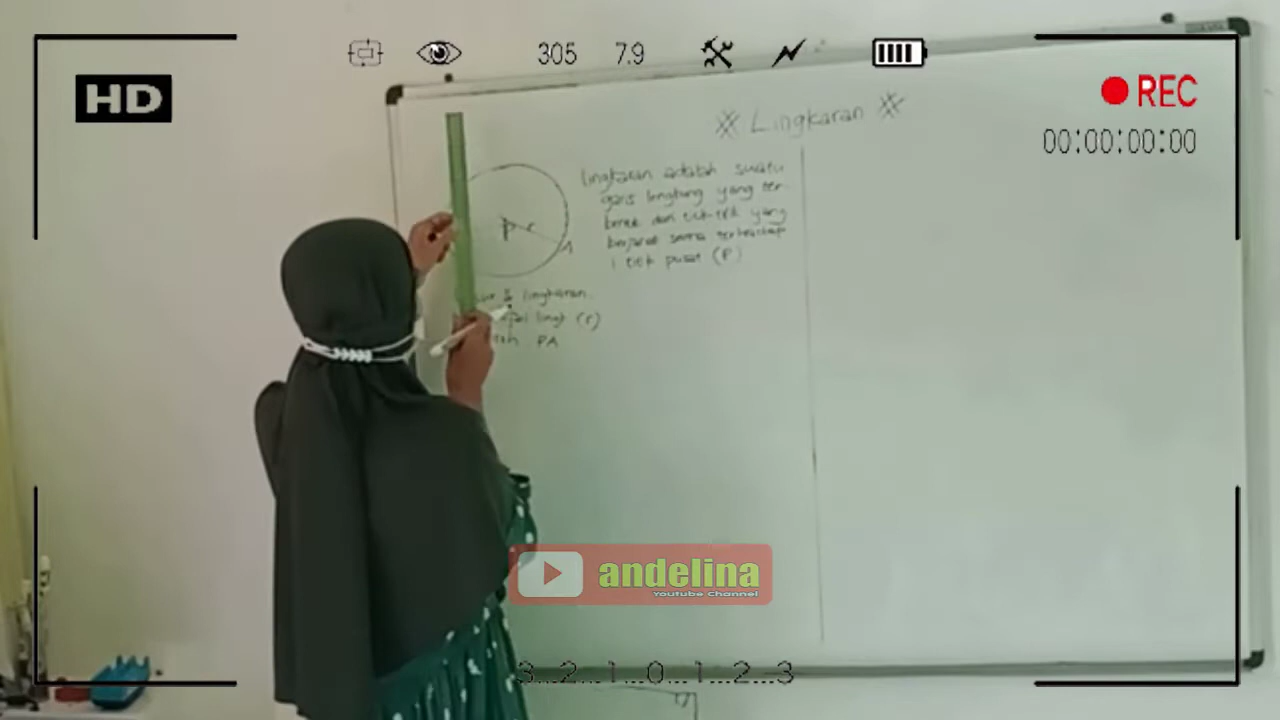 305 7.9
HD
REC
00:00:00:00
※ Lingkaran ※
lingkaran adalah suatu
garis lengkung yang ter-
bentuk dari titik-titik yang
berjarak sama terhadap
1 titik pusat (P)
P r
A
lingkaran.
lingk (r)
PA
andelina
Youtube Channel
3...2...1...0...1...2...3